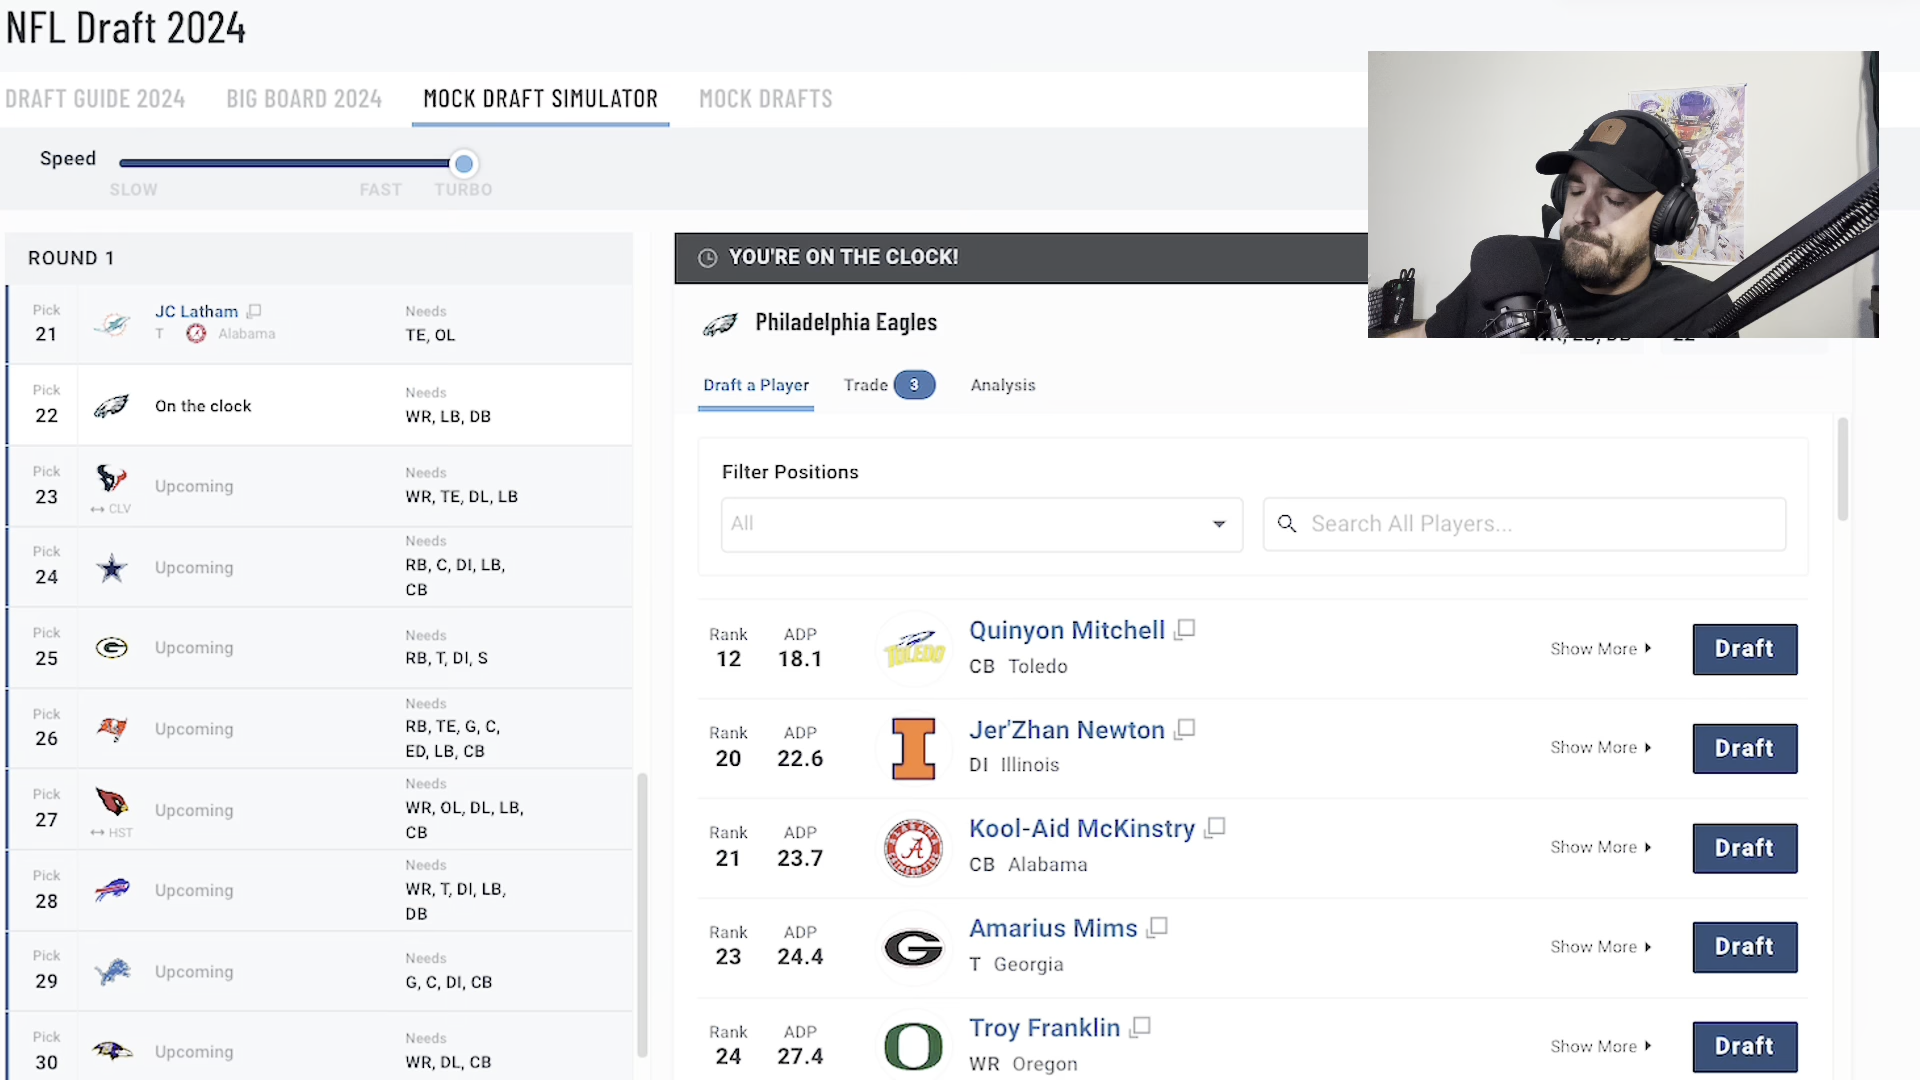 NFL Draft 2024
DRAFT GUIDE 2024 BIG BOARD 2024 MOCK DRAFT SIMULATOR MOCK DRAFTS
Speed
SLOW FAST TURBO
ROUND 1
Pick 21 JC Latham T Alabama Needs TE, OL
Pick 22 On the clock Needs WR, LB, DB
Pick 23 CLV Upcoming Needs WR, TE, DL, LB
Pick 24 Upcoming Needs RB, C, DI, LB,
CB
Pick 25 Upcoming Needs RB, T, DI, S
Pick 26 Upcoming Needs RB, TE, G, C,
ED, LB, CB
Pick 27 HST Upcoming Needs WR, OL, DL, LB,
CB
Pick 28 Upcoming Needs WR, T, DI, LB,
DB
Pick 29 Upcoming Needs G, C, DI, CB
Pick 30 Upcoming Needs WR, DL, CB
YOU'RE ON THE CLOCK!
Philadelphia Eagles
Draft a Player Trade 3 Analysis
Filter Positions
All Search All Players...
Rank ADP
12 18.1
TOLEDO
Quinyon Mitchell
CB Toledo
Show More Draft
Rank ADP
20 22.6
Jer'Zhan Newton
DI Illinois
Show More Draft
Rank ADP
21 23.7
Kool-Aid McKinstry
CB Alabama
Show More Draft
Rank ADP
23 24.4
Amarius Mims
T Georgia
Show More Draft
Rank ADP
24 27.4
Troy Franklin
WR Oregon
Show More Draft